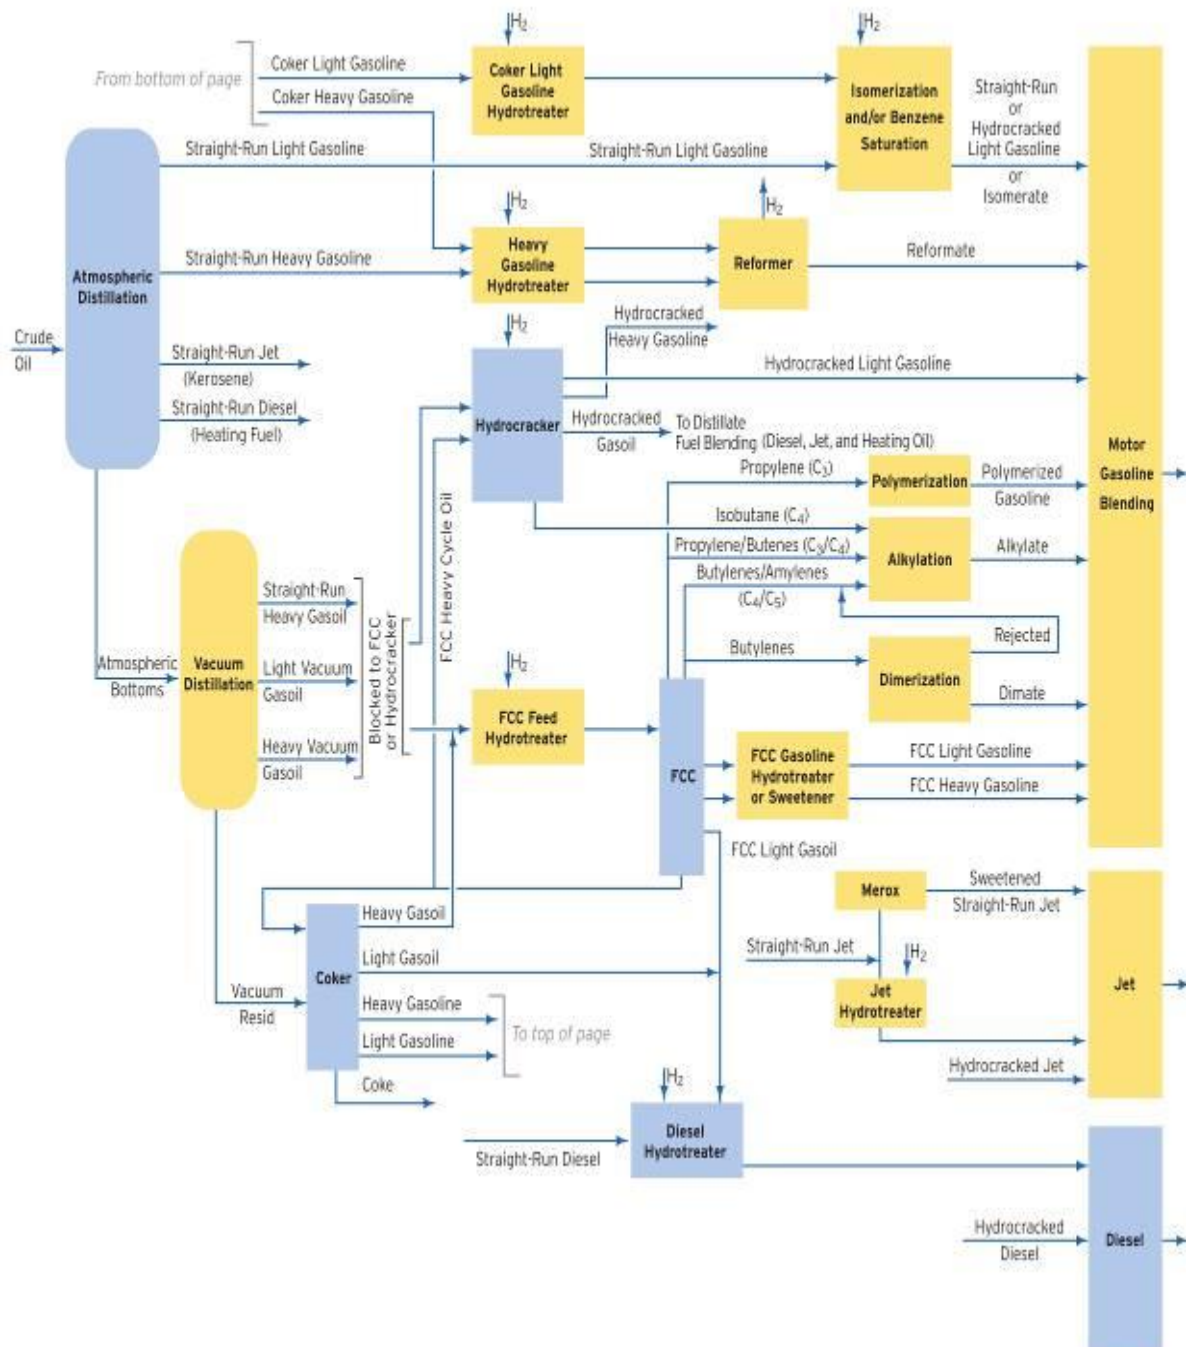 H₂
H₂
From bottom of page
Coker Light Gasoline
Coker Heavy Gasoline
Coker Light
Gasoline
Hydrotreater
Isomerization
and/or Benzene
Saturation
Straight-Run
or
Hydrocracked
Light Gasoline
or
Isomerate
Straight-Run Light Gasoline
Straight-Run Light Gasoline
H₂
H₂
Straight-Run Heavy Gasoline
Heavy
Gasoline
Hydrotreater
Reformer
Reformate
Atmospheric
Distillation
Crude
Oil
H₂
Hydrocracked
Heavy Gasoline
Straight-Run Jet
(Kerosene)
Hydrocracked Light Gasoline
Straight-Run Diesel
(Heating Fuel)
Hydrocracker
Hydrocracked
Gasoil
To Distillate
Fuel Blending (Diesel, Jet, and Heating Oil)
Motor
Gasoline
Blending
Propylene (C₃)
Polymerization
Polymerized
Gasoline
FCC Heavy Cycle Oil
Isobutane (C₄)
Propylene/Butenes (C₃/C₄)
Alkylation
Alkylate
Butylenes/Amylenes
(C₄/C₅)
Straight-Run
Heavy Gasoil
Blocked to FCC
or Hydrocracker
Rejected
Butylenes
Atmospheric
Bottoms
Vacuum
Distillation
Light Vacuum
Gasoil
H₂
Dimerization
Dimate
FCC Feed
Hydrotreater
Heavy Vacuum
Gasoil
FCC
FCC Gasoline
Hydrotreater
or Sweetener
FCC Light Gasoline
FCC Heavy Gasoline
FCC Light Gasoil
Merox
Sweetened
Straight-Run Jet
Heavy Gasoil
Straight-Run Jet
H₂
Light Gasoil
Coker
Jet
Hydrotreater
Jet
Vacuum
Resid
Heavy Gasoline
Light Gasoline
To top of page
Hydrocracked Jet
Coke
H₂
Straight-Run Diesel
Diesel
Hydrotreater
Hydrocracked
Diesel
Diesel